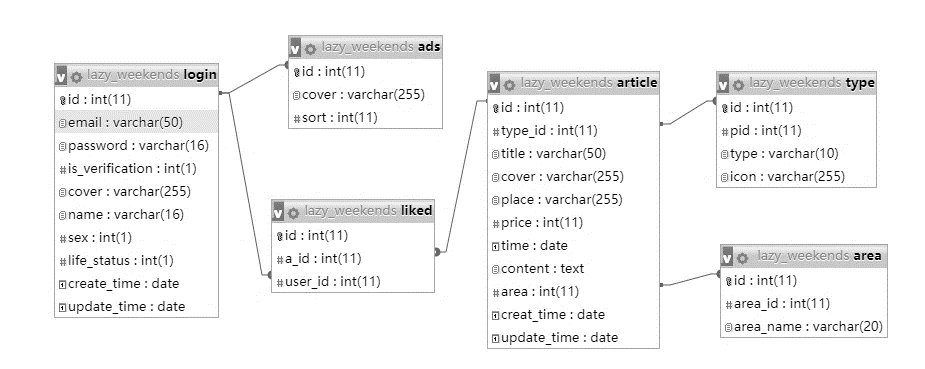 lazy_weekends login
id : int(11)
email : varchar(50)
password : varchar(16)
is_verification : int(1)
cover : varchar(255)
name : varchar(16)
sex : int(1)
life_status : int(1)
create_time : date
update_time : date
lazy_weekends ads
id : int(11)
cover : varchar(255)
sort : int(11)
lazy_weekends liked
id : int(11)
a_id : int(11)
user_id : int(11)
lazy_weekends article
id : int(11)
type_id : int(11)
title : varchar(50)
cover : varchar(255)
place : varchar(255)
price : int(11)
time : date
content : text
area : int(11)
creat_time : date
update_time : date
lazy_weekends type
id : int(11)
pid : int(11)
type : varchar(10)
icon : varchar(255)
lazy_weekends area
id : int(11)
area_id : int(11)
area_name : varchar(20)